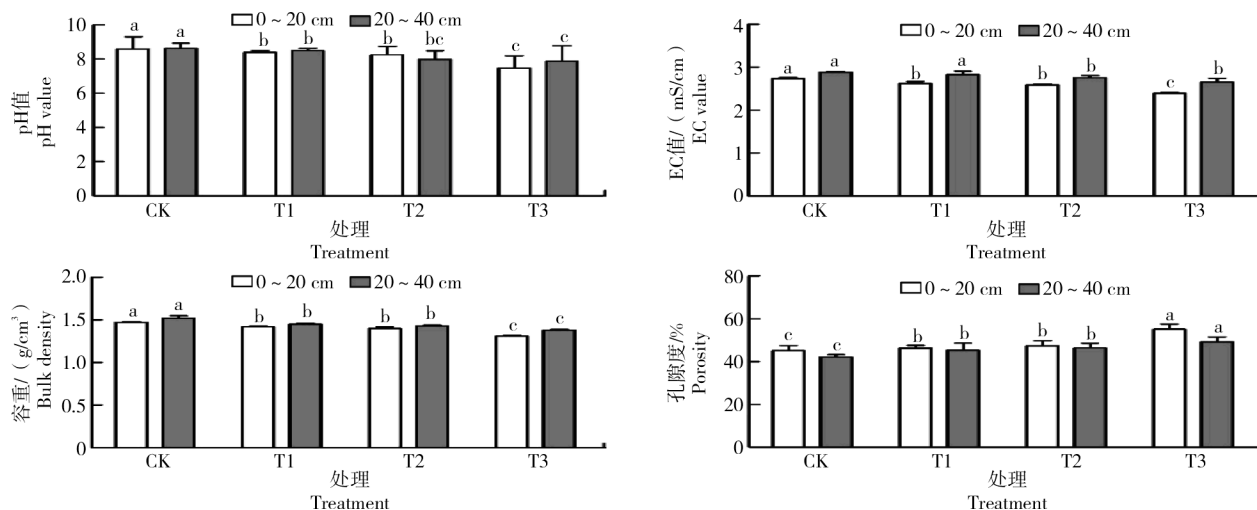 10
8
6
4
2
0
pH值
pH value
0 ~ 20 cm 20 ~ 40 cm
a a b b b bc c c
CK T1 T2 T3
处理
Treatment
4
3
2
1
0
EC值/（mS/cm）
EC value
0 ~ 20 cm 20 ~ 40 cm
a a b a b b c b
CK T1 T2 T3
处理
Treatment
2.0
1.5
1.0
0.5
0
容重/（g/cm³）
Bulk density
0 ~ 20 cm 20 ~ 40 cm
a a b b b b c c
CK T1 T2 T3
处理
Treatment
80
60
40
20
0
孔隙度/%
Porosity
0 ~ 20 cm 20 ~ 40 cm
c c b b b b a a
CK T1 T2 T3
处理
Treatment